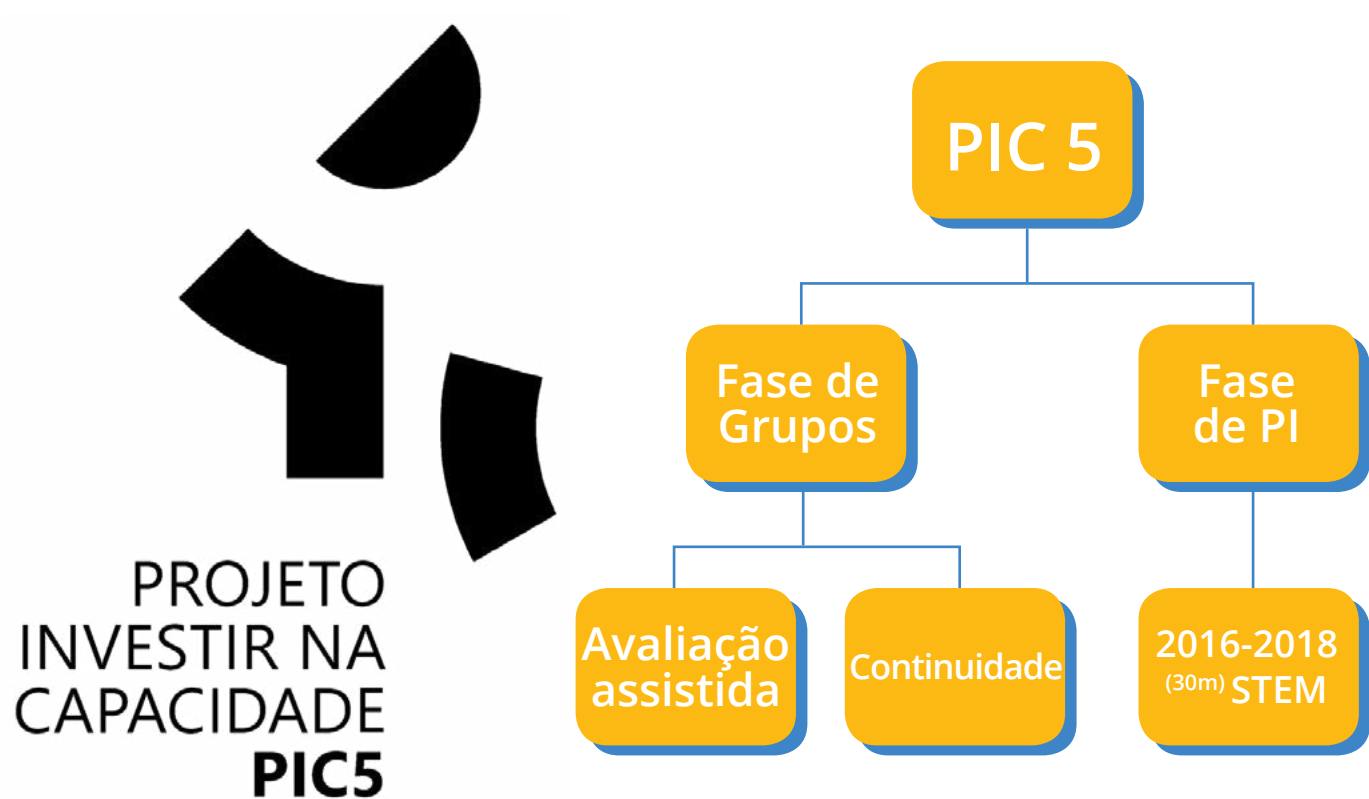 PROJETO
INVESTIR NA
CAPACIDADE
PIC5
PIC 5
Fase de
Grupos
Fase
de PI
Avaliação
assistida
Continuidade
2016-2018
(30m) STEM